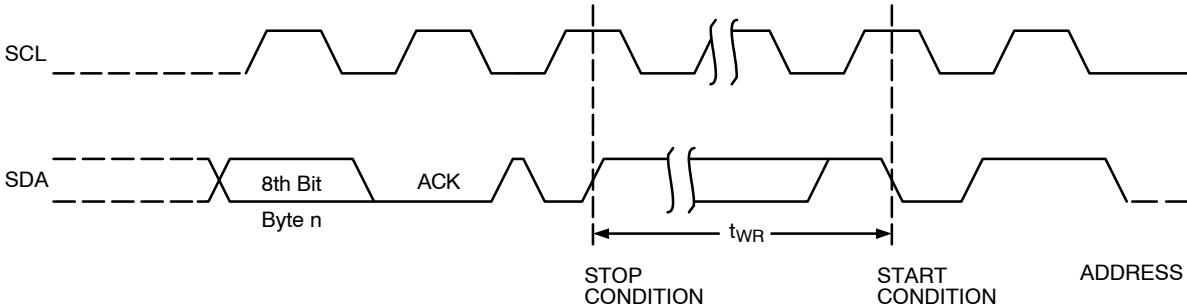 SCL
SDA
8th Bit
Byte n
ACK
tWR
STOP
CONDITION
START
CONDITION
ADDRESS